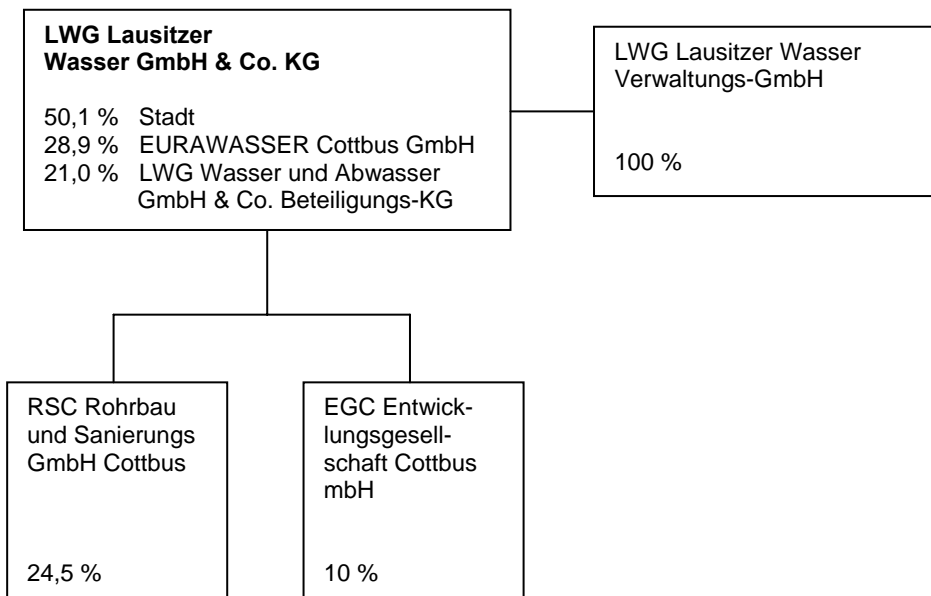 LWG Lausitzer
Wasser GmbH & Co. KG
50,1 % Stadt
28,9 % EURAWASSER Cottbus GmbH
21,0 % LWG Wasser und Abwasser
GmbH & Co. Beteiligungs-KG
LWG Lausitzer Wasser
Verwaltungs-GmbH
100 %
RSC Rohrbau
und Sanierungs
GmbH Cottbus
24,5 %
EGC Entwick-
lungsgesell-
schaft Cottbus
mbH
10 %